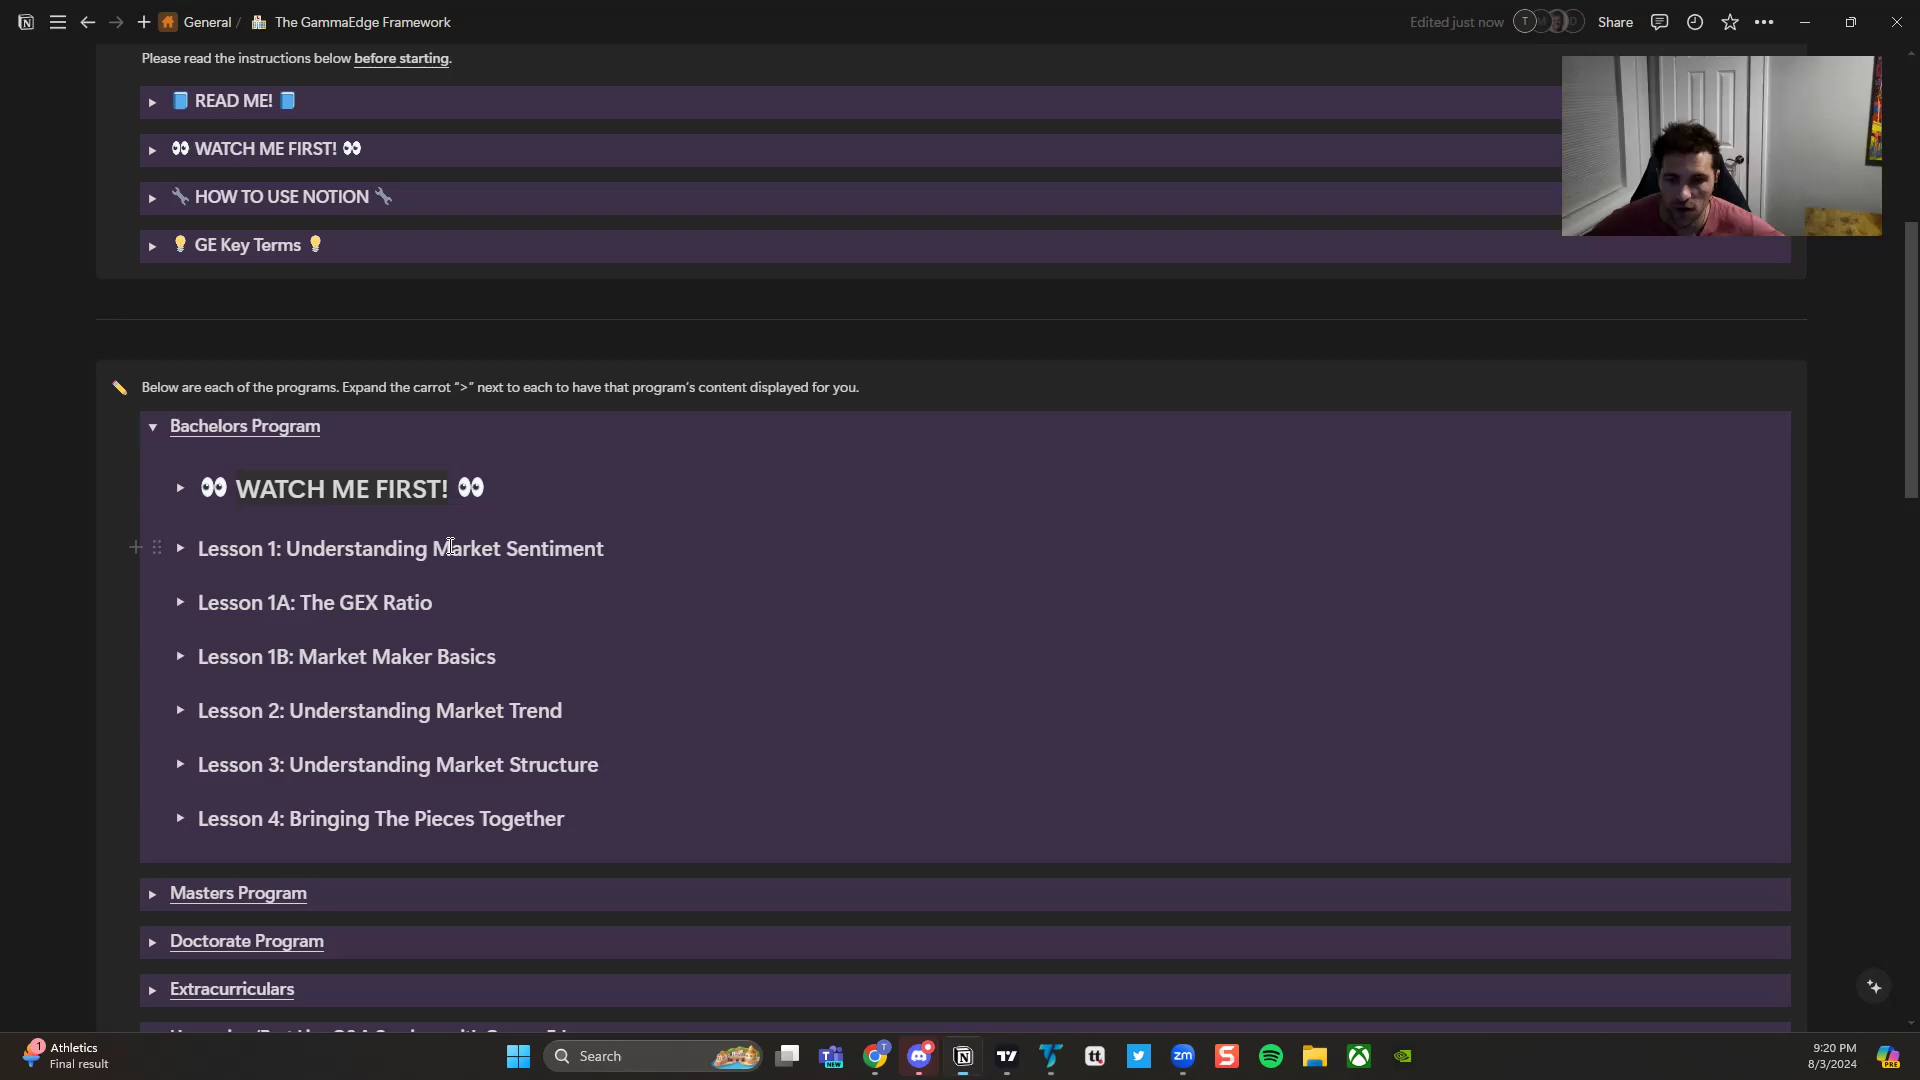 General / The GammaEdge Framework
Edited just now
Share
Please read the instructions below before starting.
READ ME!
WATCH ME FIRST!
HOW TO USE NOTION
GE Key Terms
Below are each of the programs. Expand the carrot “>” next to each to have that program’s content displayed for you.
Bachelors Program
WATCH ME FIRST!
Lesson 1: Understanding Market Sentiment
Lesson 1A: The GEX Ratio
Lesson 1B: Market Maker Basics
Lesson 2: Understanding Market Trend
Lesson 3: Understanding Market Structure
Lesson 4: Bringing The Pieces Together
Masters Program
Doctorate Program
Extracurriculars
1
Athletics
Final result
Search
NEW
tt
zm
S
9:20 PM
8/3/2024
PRE